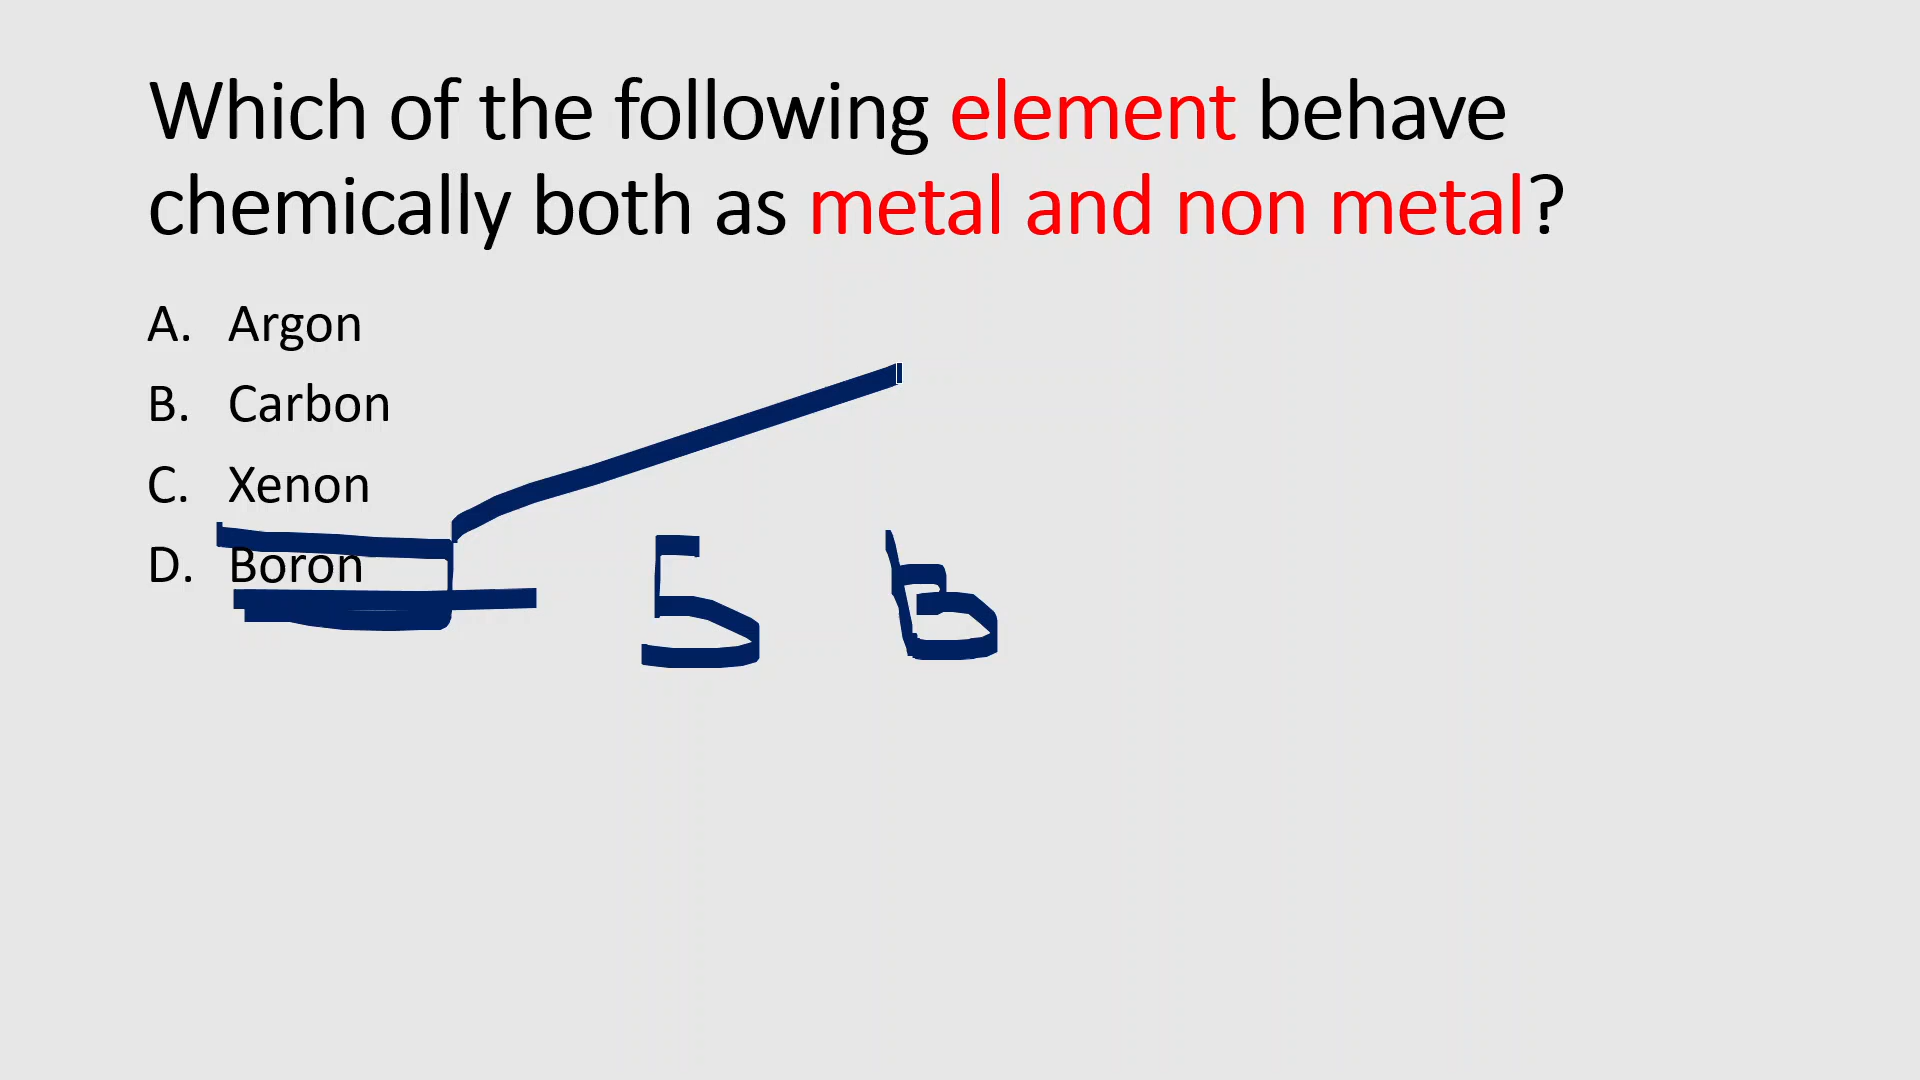 Which of the following element behave
chemically both as metal and non metal?
A. Argon
B. Carbon
C. Xenon
D. Boron
5 B